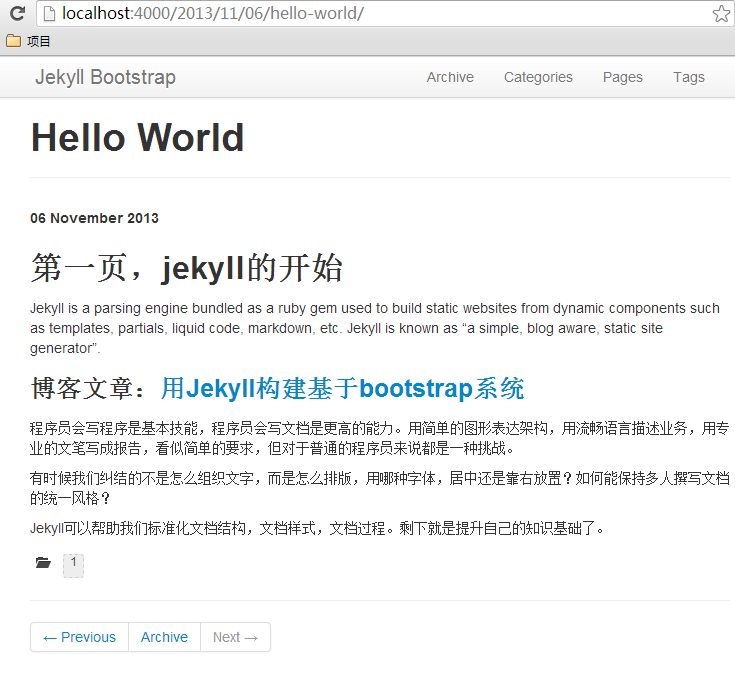 localhost:4000/2013/11/06/hello-world/
项目
Jekyll Bootstrap Archive Categories Pages Tags
Hello World
06 November 2013
第一页，jekyll的开始
Jekyll is a parsing engine bundled as a ruby gem used to build static websites from dynamic components such
as templates, partials, liquid code, markdown, etc. Jekyll is known as “a simple, blog aware, static site
generator”.
博客文章：用Jekyll构建基于bootstrap系统
程序员会写程序是基本技能，程序员会写文档是更高的能力。用简单的图形表达架构，用流畅语言描述业务，用专
业的文笔写成报告，看似简单的要求，但对于普通的程序员来说都是一种挑战。
有时候我们纠结的不是怎么组织文字，而是怎么排版，用哪种字体，居中还是靠右放置？如何能保持多人撰写文档
的统一风格？
Jekyll可以帮助我们标准化文档结构，文档样式，文档过程。剩下就是提升自己的知识基础了。
1
← Previous Archive Next →